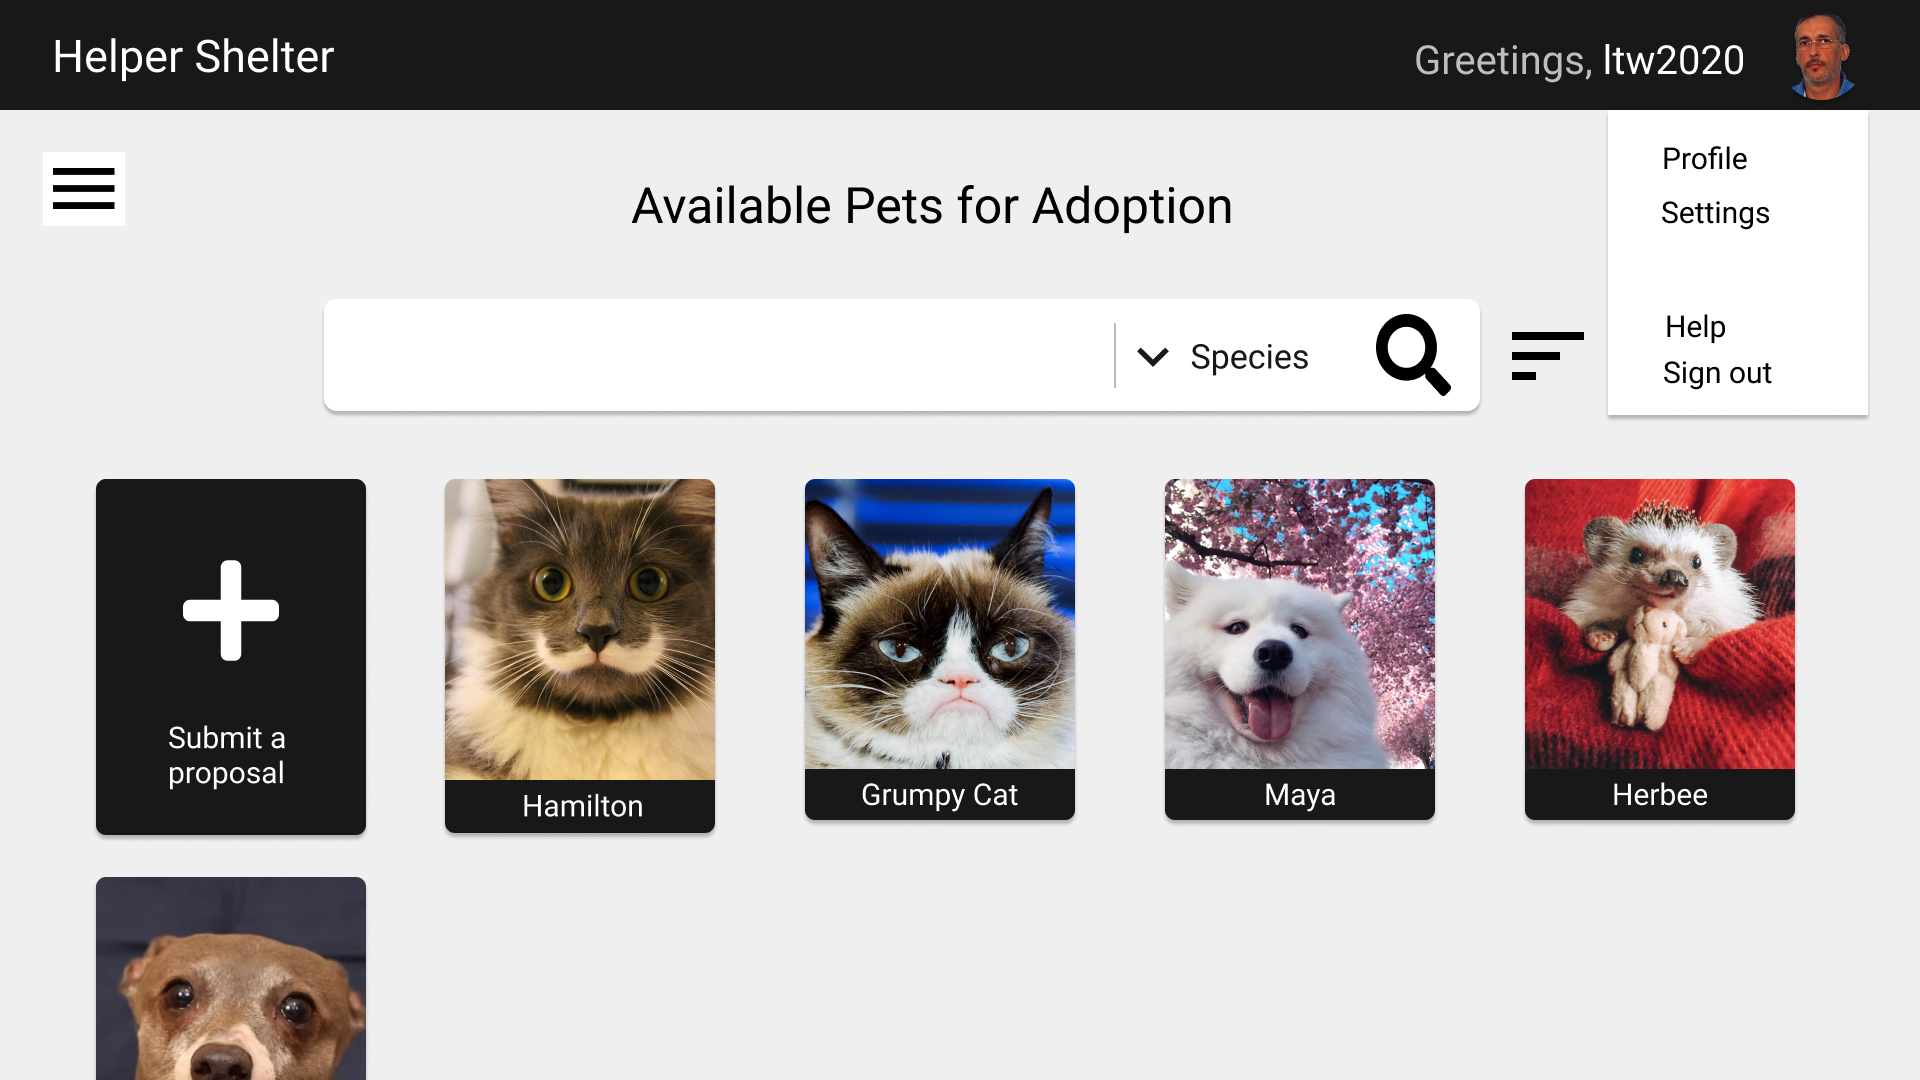 Helper Shelter
Greetings, ltw2020
Profile
Settings
Help
Sign out
Available Pets for Adoption
Species
Submit a
proposal
Hamilton
Grumpy Cat
Maya
Herbee